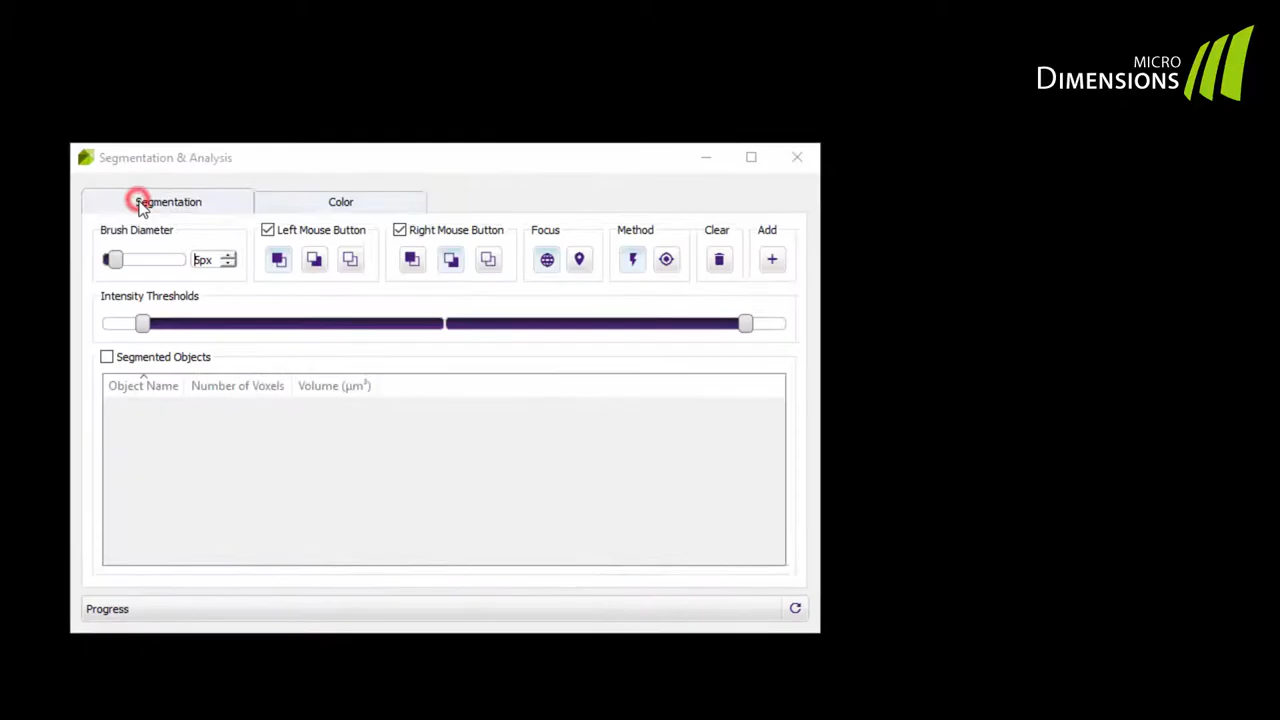 MICRO
DIMENSIONS
Segmentation & Analysis
Segmentation
Color
Brush Diameter
Left Mouse Button
Right Mouse Button
Focus
Method
Clear
Add
5px
Intensity Thresholds
Segmented Objects
Object Name
Number of Voxels
Volume (µm³)
Progress